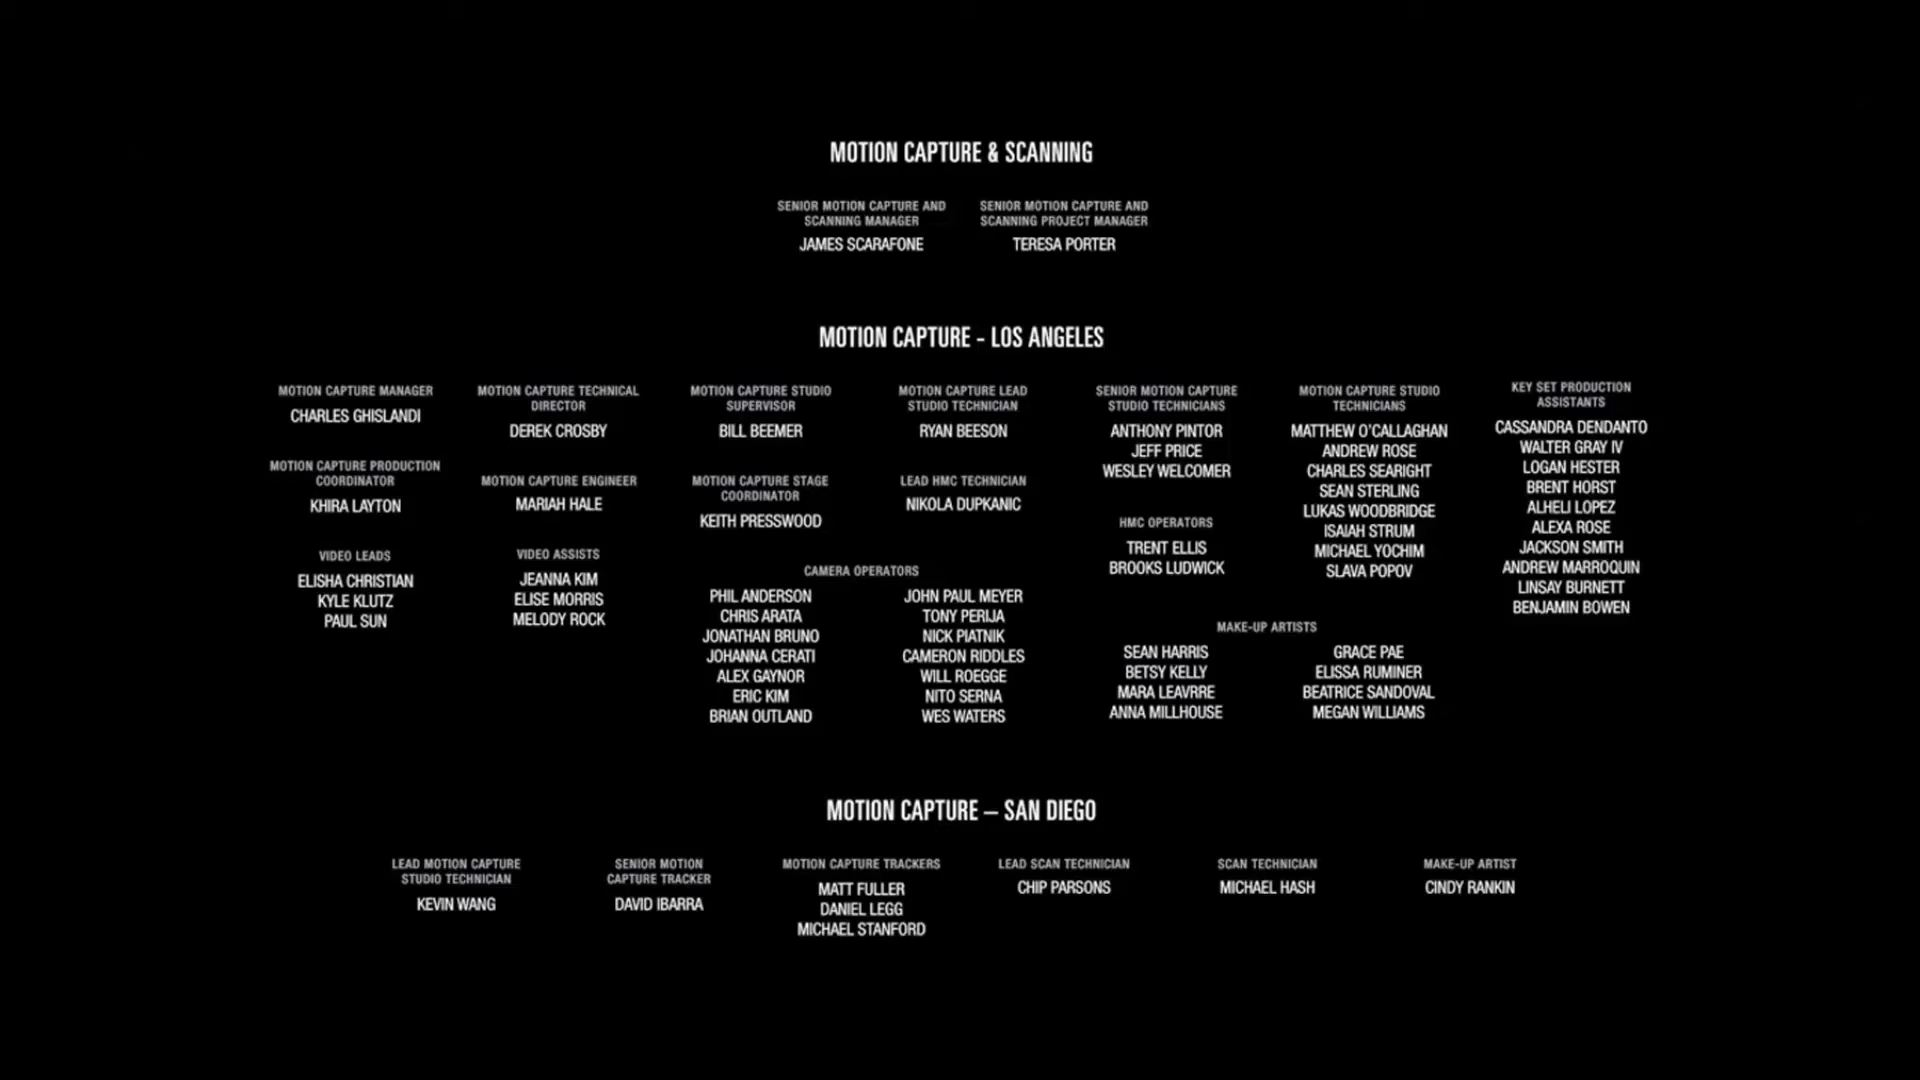 MOTION CAPTURE & SCANNING
SENIOR MOTION CAPTURE AND
SCANNING MANAGER
JAMES SCARAFONE
SENIOR MOTION CAPTURE AND
SCANNING PROJECT MANAGER
TERESA PORTER
MOTION CAPTURE - LOS ANGELES
MOTION CAPTURE MANAGER
CHARLES GHISLANDI
MOTION CAPTURE PRODUCTION
COORDINATOR
KHIRA LAYTON
VIDEO LEADS
ELISHA CHRISTIAN
KYLE KLUTZ
PAUL SUN
MOTION CAPTURE TECHNICAL
DIRECTOR
DEREK CROSBY
MOTION CAPTURE ENGINEER
MARIAH HALE
VIDEO ASSISTS
JEANNA KIM
ELISE MORRIS
MELODY ROCK
MOTION CAPTURE STUDIO
SUPERVISOR
BILL BEEMER
MOTION CAPTURE STAGE
COORDINATOR
KEITH PRESSWOOD
MOTION CAPTURE LEAD
STUDIO TECHNICIAN
RYAN BEESON
LEAD HMC TECHNICIAN
NIKOLA DUPKANIC
CAMERA OPERATORS
PHIL ANDERSON
CHRIS ARATA
JONATHAN BRUNO
JOHANNA CERATI
ALEX GAYNOR
ERIC KIM
BRIAN OUTLAND
JOHN PAUL MEYER
TONY PERIJA
NICK PIATNIK
CAMERON RIDDLES
WILL ROEGGE
NITO SERNA
WES WATERS
SENIOR MOTION CAPTURE
STUDIO TECHNICIANS
ANTHONY PINTOR
JEFF PRICE
WESLEY WELCOMER
HMC OPERATORS
TRENT ELLIS
BROOKS LUDWICK
MOTION CAPTURE STUDIO
TECHNICIANS
MATTHEW O'CALLAGHAN
ANDREW ROSE
CHARLES SEARIGHT
SEAN STERLING
LUKAS WOODBRIDGE
ISAIAH STRUM
MICHAEL YOCHIM
SLAVA POPOV
MAKE-UP ARTISTS
SEAN HARRIS
BETSY KELLY
MARA LEAVRRE
ANNA MILLHOUSE
GRACE PAE
ELISSA RUMINER
BEATRICE SANDOVAL
MEGAN WILLIAMS
KEY SET PRODUCTION
ASSISTANTS
CASSANDRA DENDANTO
WALTER GRAY IV
LOGAN HESTER
BRENT HORST
ALHELI LOPEZ
ALEXA ROSE
JACKSON SMITH
ANDREW MARROQUIN
LINSAY BURNETT
BENJAMIN BOWEN
MOTION CAPTURE – SAN DIEGO
LEAD MOTION CAPTURE
STUDIO TECHNICIAN
KEVIN WANG
SENIOR MOTION
CAPTURE TRACKER
DAVID IBARRA
MOTION CAPTURE TRACKERS
MATT FULLER
DANIEL LEGG
MICHAEL STANFORD
LEAD SCAN TECHNICIAN
CHIP PARSONS
SCAN TECHNICIAN
MICHAEL HASH
MAKE-UP ARTIST
CINDY RANKIN